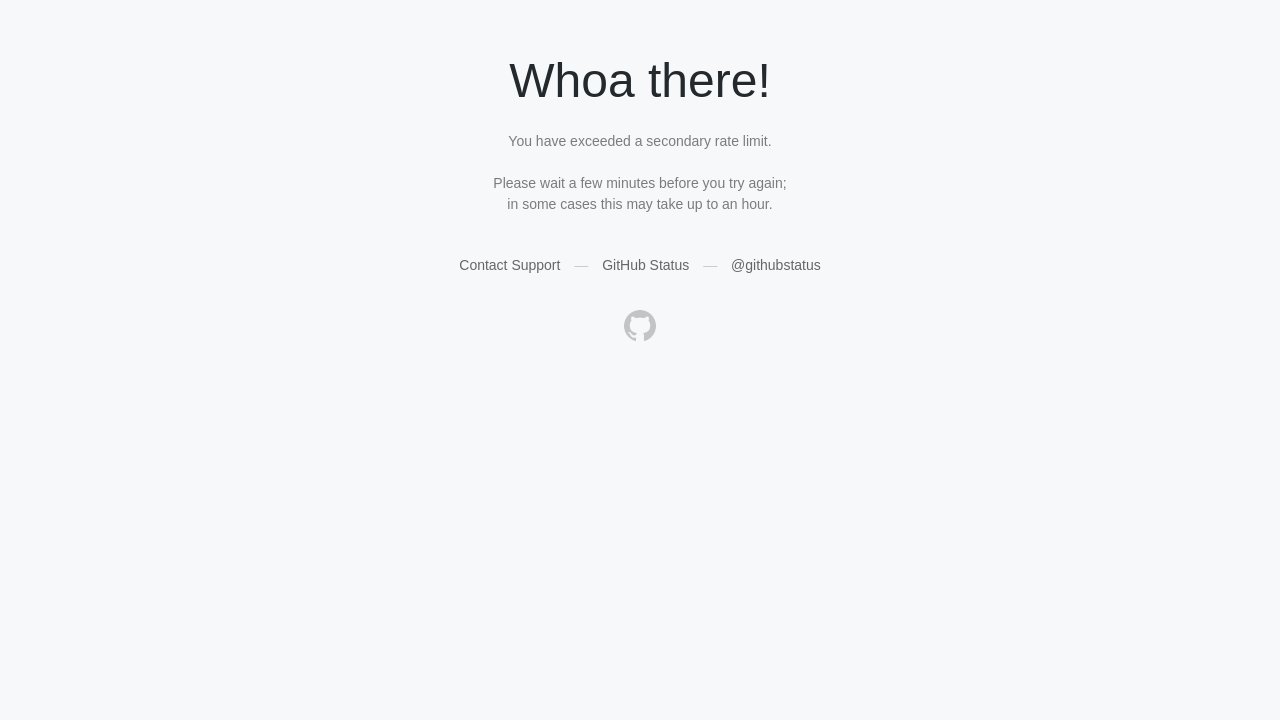 Whoa there!
You have exceeded a secondary rate limit.
Please wait a few minutes before you try again;
in some cases this may take up to an hour.
Contact Support — GitHub Status — @githubstatus